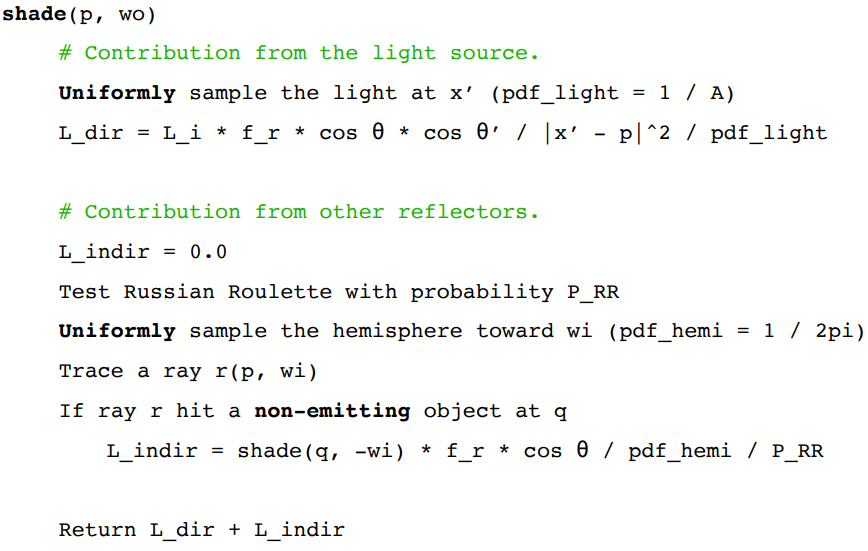 shade(p, wo)
# Contribution from the light source.
Uniformly sample the light at x’ (pdf_light = 1 / A)
L_dir = L_i * f_r * cos θ * cos θ’ / |x’ - p|^2 / pdf_light
# Contribution from other reflectors.
L_indir = 0.0
Test Russian Roulette with probability P_RR
Uniformly sample the hemisphere toward wi (pdf_hemi = 1 / 2pi)
Trace a ray r(p, wi)
If ray r hit a non-emitting object at q
L_indir = shade(q, -wi) * f_r * cos θ / pdf_hemi / P_RR
Return L_dir + L_indir